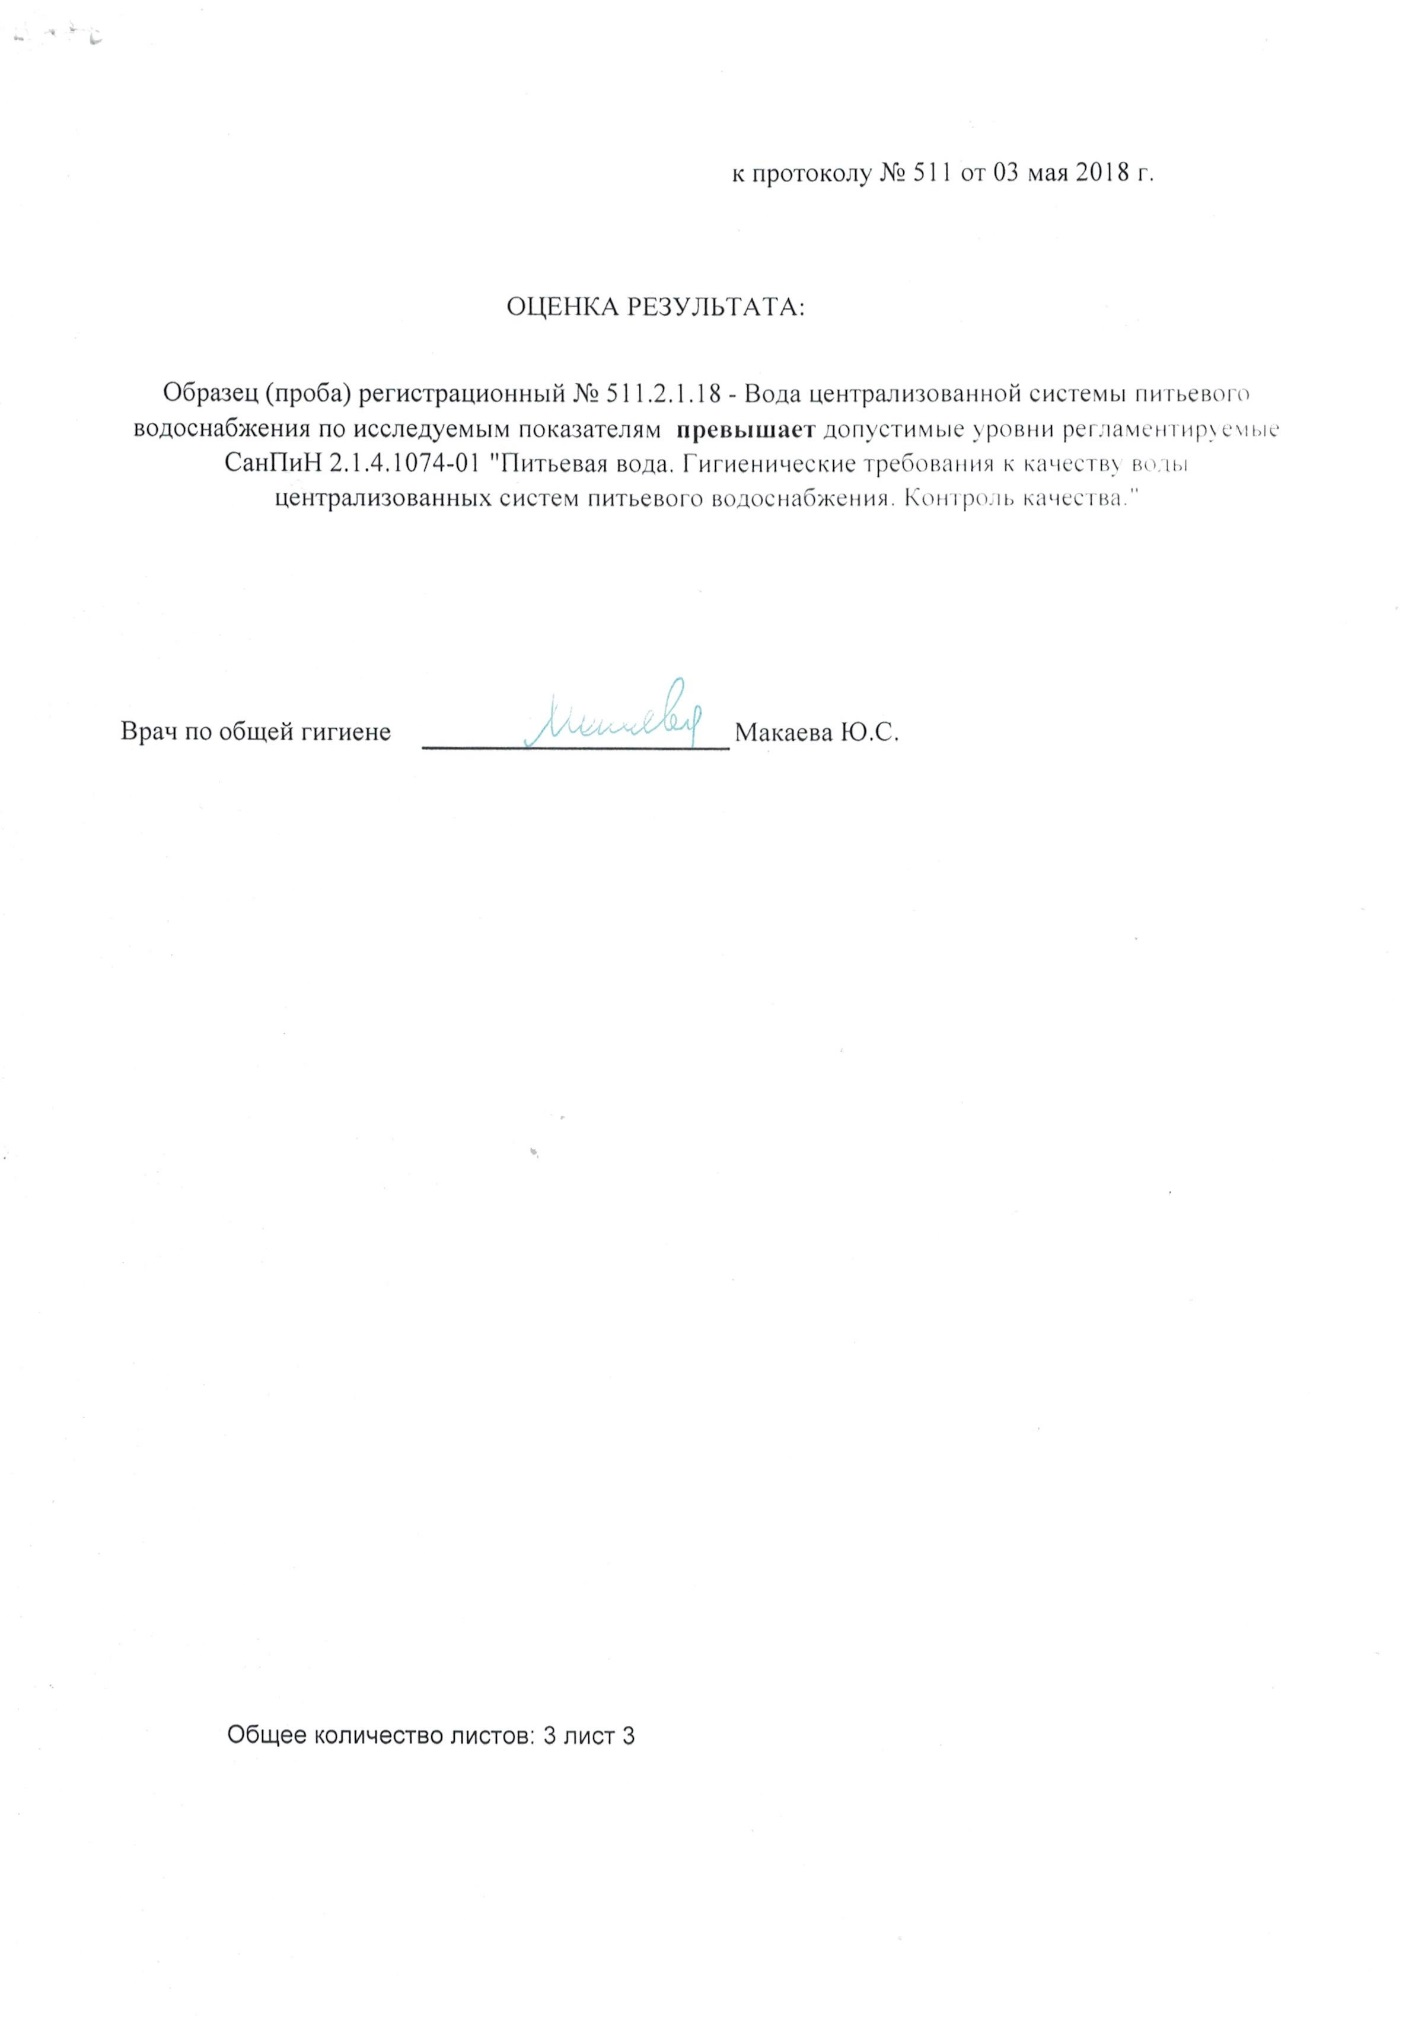 к протоколу № 511 от 03 мая 2018 г.
ОЦЕНКА РЕЗУЛЬТАТА:
Образец (проба) регистрационный № 511.2.1.18 - Вода централизованной системы питьевого
водоснабжения по исследуемым показателям превышает допустимые уровни регламентируемые
СанПиН 2.1.4.1074-01 "Питьевая вода. Гигиенические требования к качеству воды
централизованных систем питьевого водоснабжения. Контроль качества."
Врач по общей гигиене Макаева Ю.С.
Общее количество листов: 3 лист 3